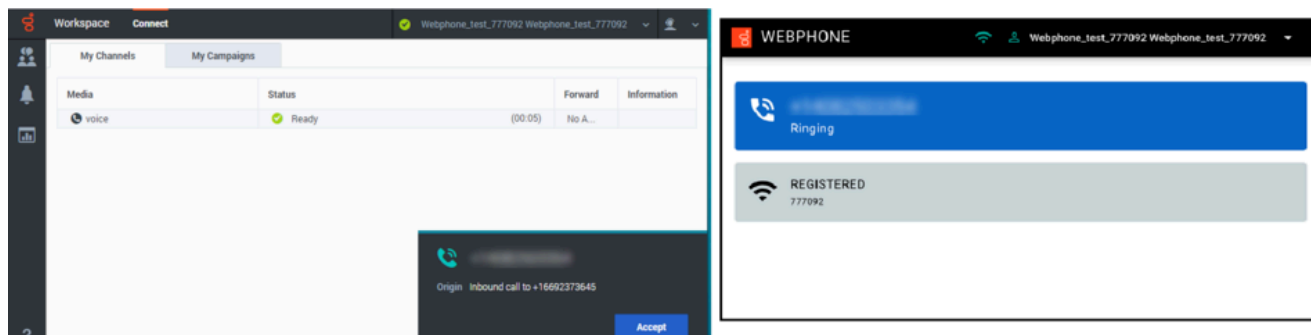 Workspace Connect Webphone_test_777092 Webphone_test_777092
My Channels My Campaigns
Media Status Forward Information
voice Ready (00:05) No A...
Origin Inbound call to +16692373645
Accept
WEBPHONE Webphone_test_777092 Webphone_test_777092
Ringing
REGISTERED
777092